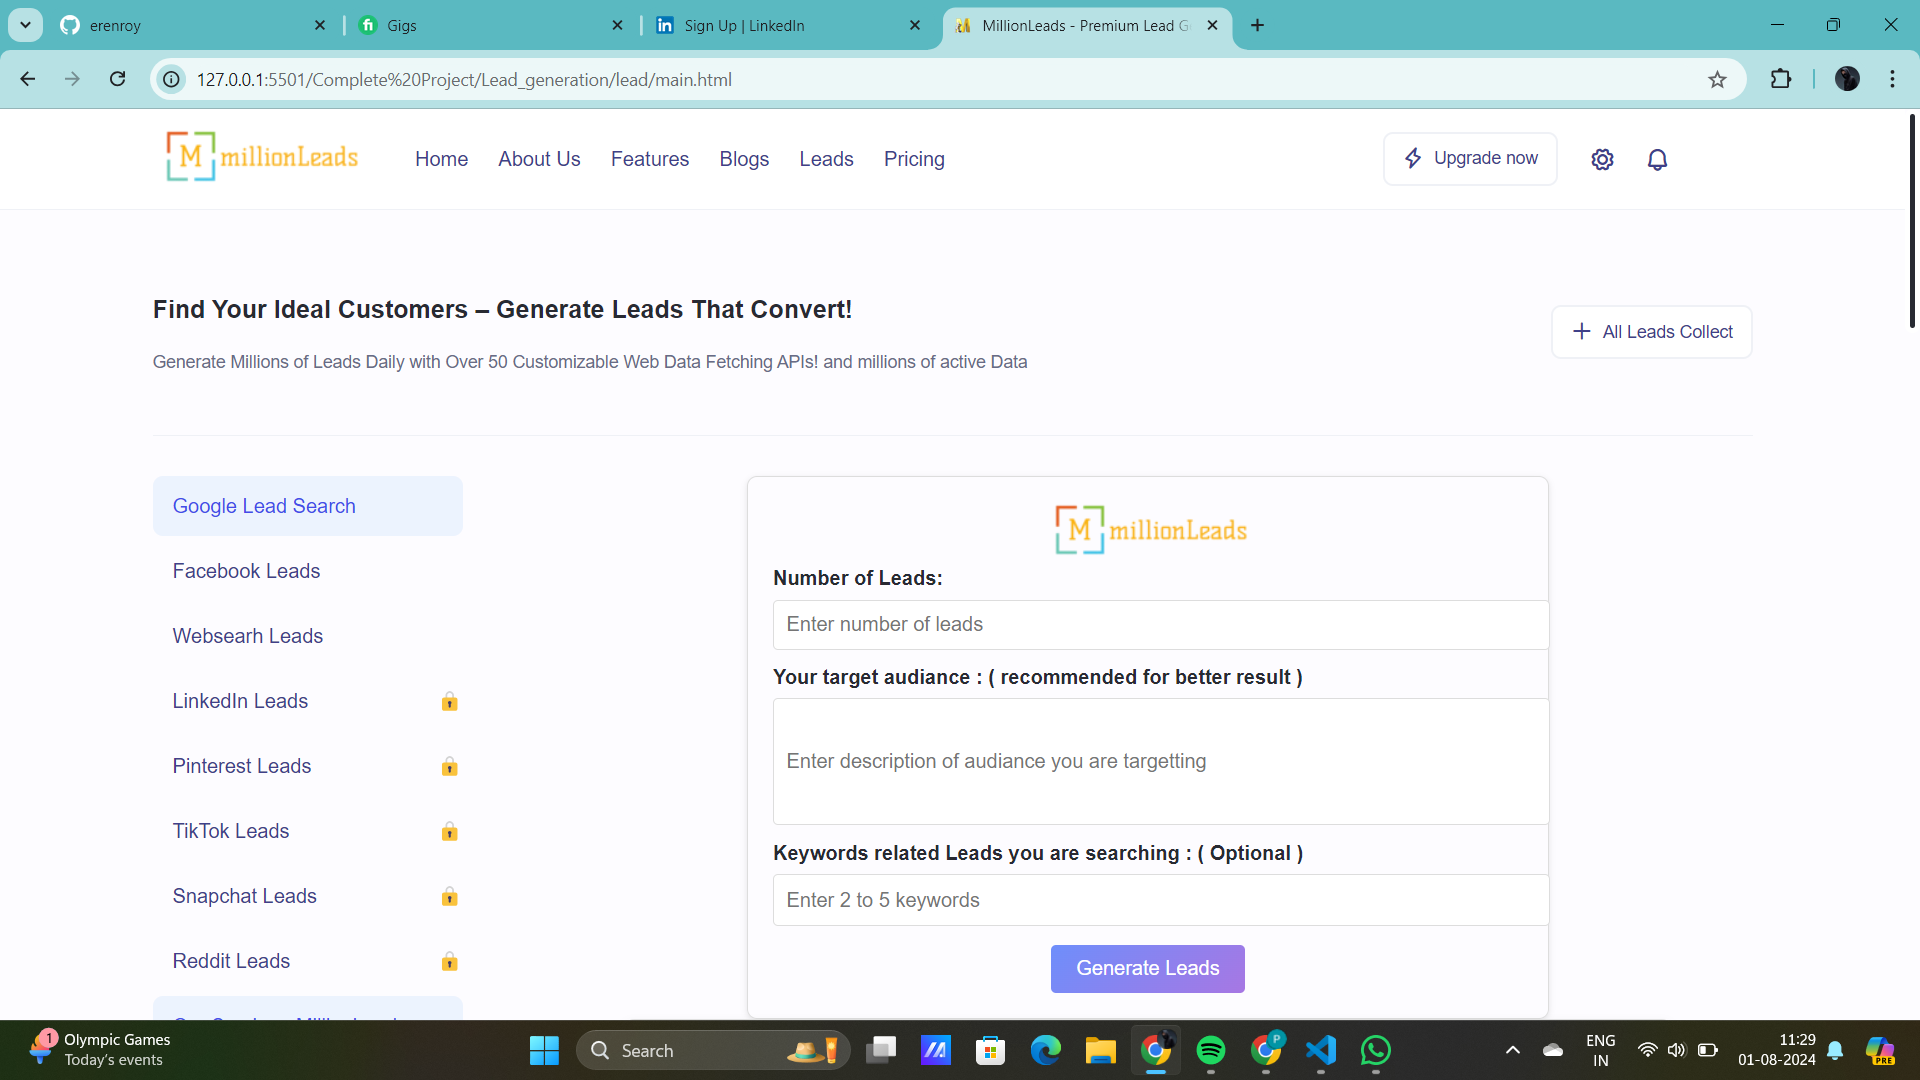 erenroy
Gigs
Sign Up | LinkedIn
MillionLeads - Premium Lead G
127.0.0.1:5501/Complete%20Project/Lead_generation/lead/main.html
M millionLeads
Home
About Us
Features
Blogs
Leads
Pricing
Upgrade now
Find Your Ideal Customers – Generate Leads That Convert!
Generate Millions of Leads Daily with Over 50 Customizable Web Data Fetching APIs! and millions of active Data
All Leads Collect
Google Lead Search
Facebook Leads
Websearh Leads
LinkedIn Leads
Pinterest Leads
TikTok Leads
Snapchat Leads
Reddit Leads
M millionLeads
Number of Leads:
Enter number of leads
Your target audiance : ( recommended for better result )
Enter description of audiance you are targetting
Keywords related Leads you are searching : ( Optional )
Enter 2 to 5 keywords
Generate Leads
1
Olympic Games
Today's events
Search
P
ENG
IN
11:29
01-08-2024
PRE